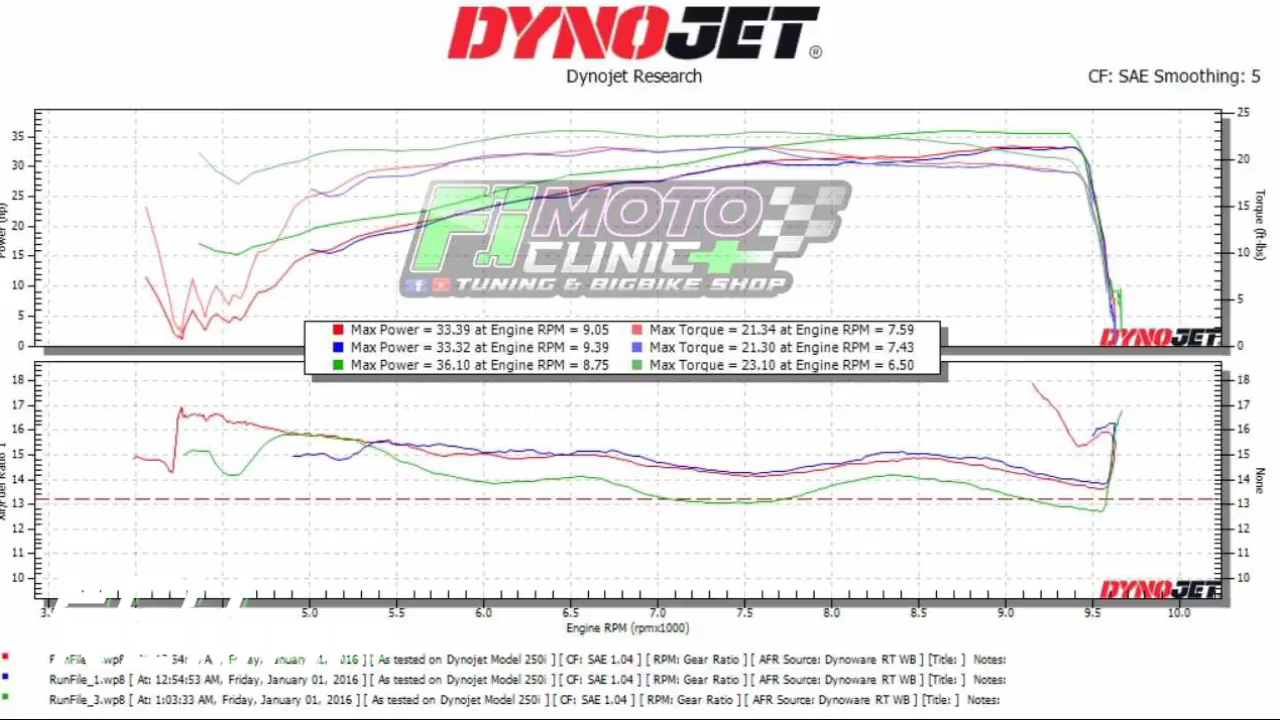 DYNOJET®
Dynojet Research
CF: SAE Smoothing: 5
Power (hp)
35
30
25
20
15
10
5
0
25
20
15
10
5
0
Torque (ft-lbs)
Fi MOTO
CLINIC
TUNING & BIGBIKE SHOP
DYNOJET
Max Power = 33.39 at Engine RPM = 9.05 Max Torque = 21.34 at Engine RPM = 7.59
Max Power = 33.32 at Engine RPM = 9.39 Max Torque = 21.30 at Engine RPM = 7.43
Max Power = 36.10 at Engine RPM = 8.75 Max Torque = 23.10 at Engine RPM = 6.50
18
17
16
15
14
13
12
11
10
18
17
16
15
14
13
12
11
10
None
DYNOJET
5.0 5.5 6.0 6.5 7.0 7.5 8.0 8.5 9.0 9.5 10.0
Engine RPM (rpmx1000)
[ As tested on Dynojet Model 250i ] [ CF: SAE 1.04 ] [ RPM: Gear Ratio ] [ AFR Source: Dynoware RT WB ] [Title: ] Notes:
RunFile_1.wp8 [ At: 12:54:53 AM, Friday, January 01, 2016 ] [ As tested on Dynojet Model 250i ] [ CF: SAE 1.04 ] [ RPM: Gear Ratio ] [ AFR Source: Dynoware RT WB ] [Title: ] Notes:
RunFile_3.wp8 [ At: 1:03:33 AM, Friday, January 01, 2016 ] [ As tested on Dynojet Model 250i ] [ CF: SAE 1.04 ] [ RPM: Gear Ratio ] [ AFR Source: Dynoware RT WB ] [Title: ] Notes: